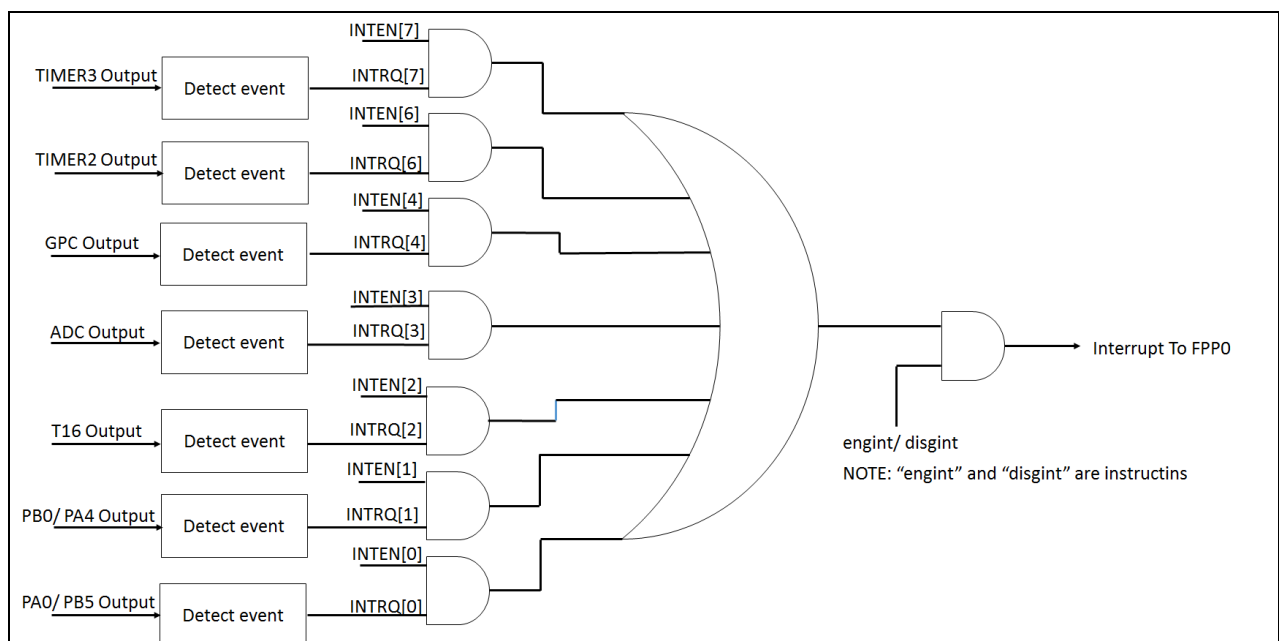 INTEN[7]
TIMER3 Output
Detect event
INTRQ[7]
INTEN[6]
TIMER2 Output
Detect event
INTRQ[6]
INTEN[4]
GPC Output
Detect event
INTRQ[4]
INTEN[3]
ADC Output
Detect event
INTRQ[3]
Interrupt To FPP0
INTEN[2]
T16 Output
Detect event
INTRQ[2]
engint/ disgint
NOTE: “engint” and “disgint” are instructins
INTEN[1]
PB0/ PA4 Output
Detect event
INTRQ[1]
INTEN[0]
PA0/ PB5 Output
Detect event
INTRQ[0]